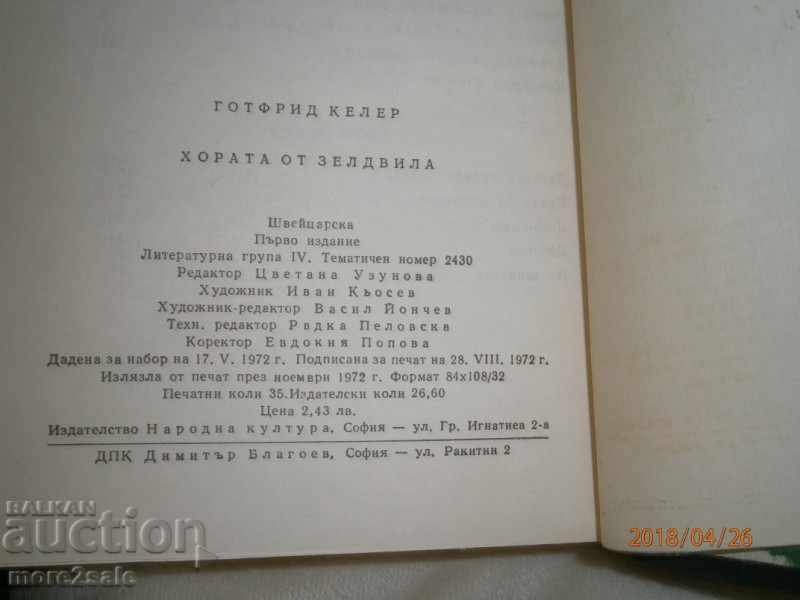 ГОТФРИД КЕЛЕР
ХОРАТА ОТ ЗЕЛДВИЛА
Швейцарска
Първо издание
Литературна група IV. Тематичен номер 2430
Редактор Цветана Узунова
Художник Иван Кьосев
Художник-редактор Васил Йончев
Техн. редактор Радка Пеловска
Коректор Евдокия Попова
Дадена за набор на 17. V. 1972 г. Подписана за печат на 28. VIII. 1972 г.
Излязла от печат през ноември 1972 г. Формат 84х108/32
Печатни коли 35. Издателски коли 26,60
Цена 2,43 лв.
Издателство Народна култура, София — ул. Гр. Игнатиев 2-а
ДПК Димитър Благоев, София — ул. Ракитин 2
BALKAN
auction
more2sale
2018/04/26